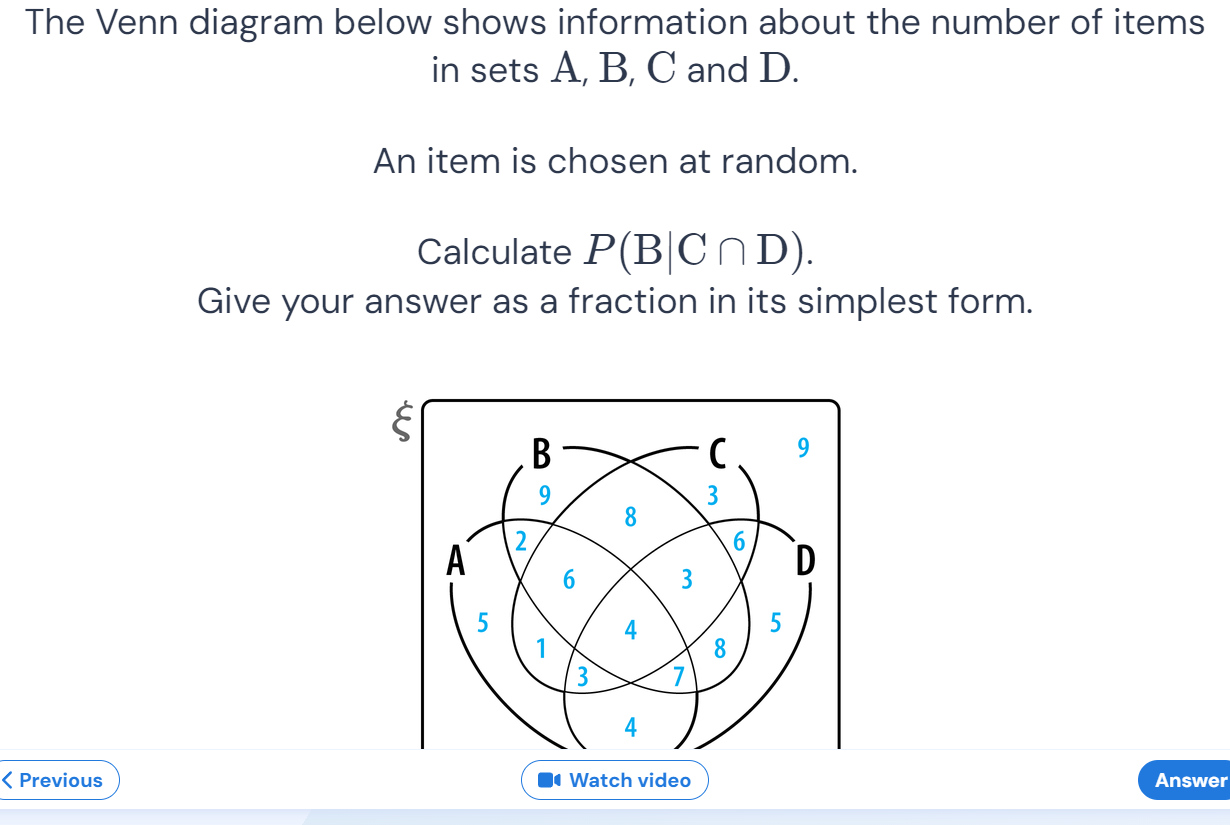 The Venn diagram below shows information about the number of items
in sets A, B, C and D.
An item is chosen at random.
Calculate P(B|C ∩ D).
Give your answer as a fraction in its simplest form.
ξ
B C 9
9 8 3
2 6
A D
6 3
5 4 5
1 8
3 7
4
Previous
Watch video
Answer